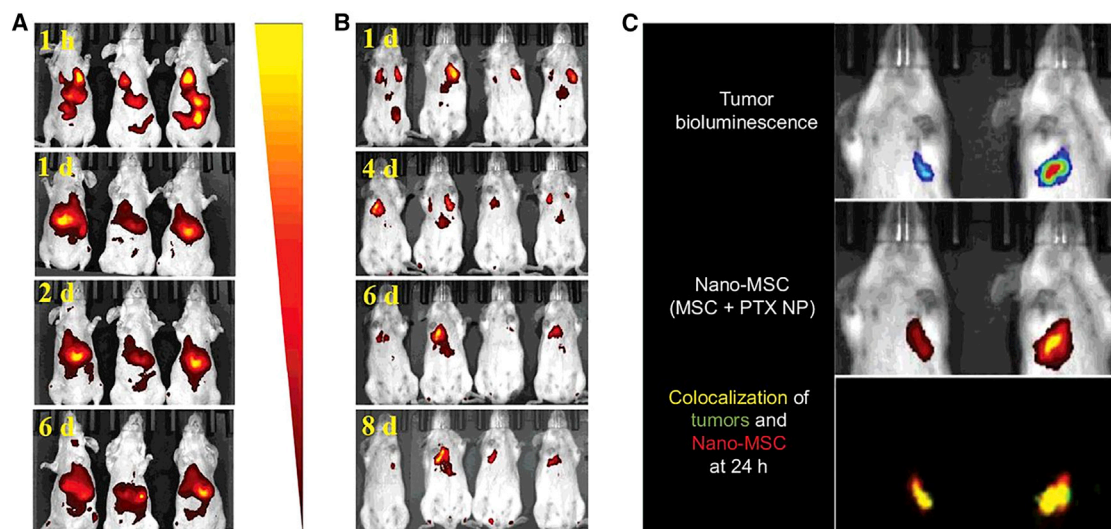 A
1 h
1 d
2 d
6 d
B
1 d
4 d
6 d
8 d
C
Tumor
bioluminescence
Nano-MSC
(MSC + PTX NP)
Colocalization of
tumors and
Nano-MSC
at 24 h